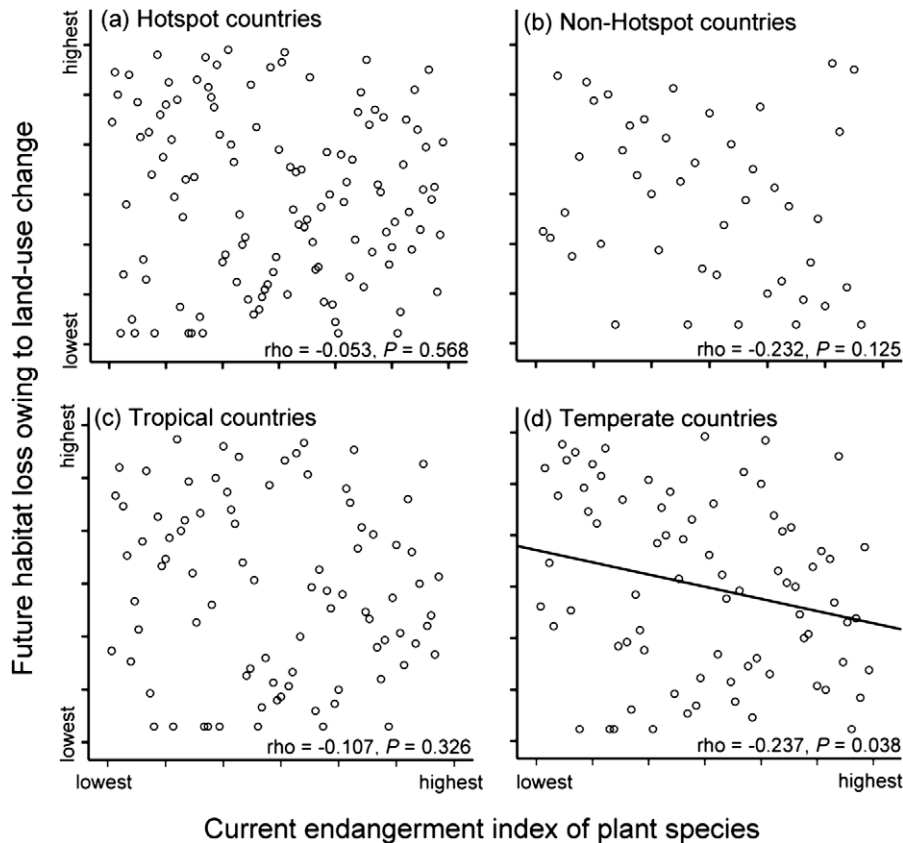 (a) Hotspot countries
(b) Non-Hotspot countries
highest
lowest
rho = -0.053, P = 0.568
rho = -0.232, P = 0.125
Future habitat loss owing to land-use change
(c) Tropical countries
(d) Temperate countries
highest
lowest
rho = -0.107, P = 0.326
rho = -0.237, P = 0.038
lowest highest lowest highest
Current endangerment index of plant species